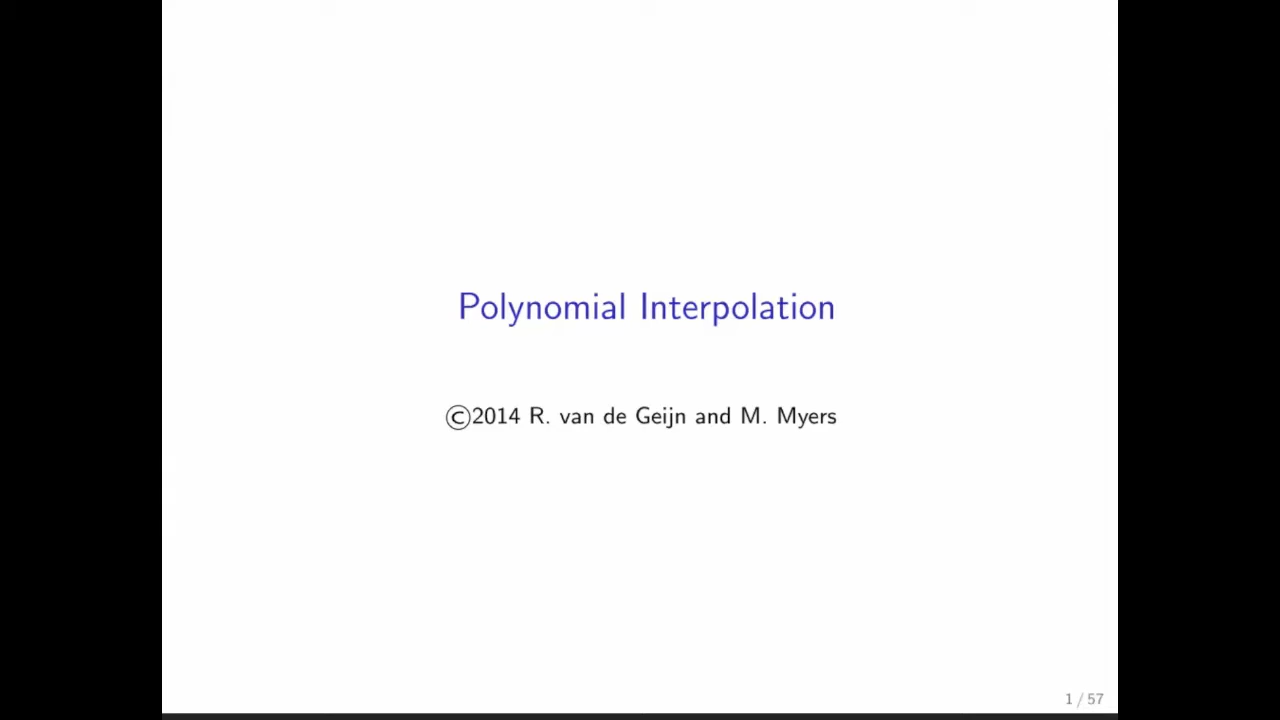 Polynomial Interpolation
©2014 R. van de Geijn and M. Myers
1 / 57